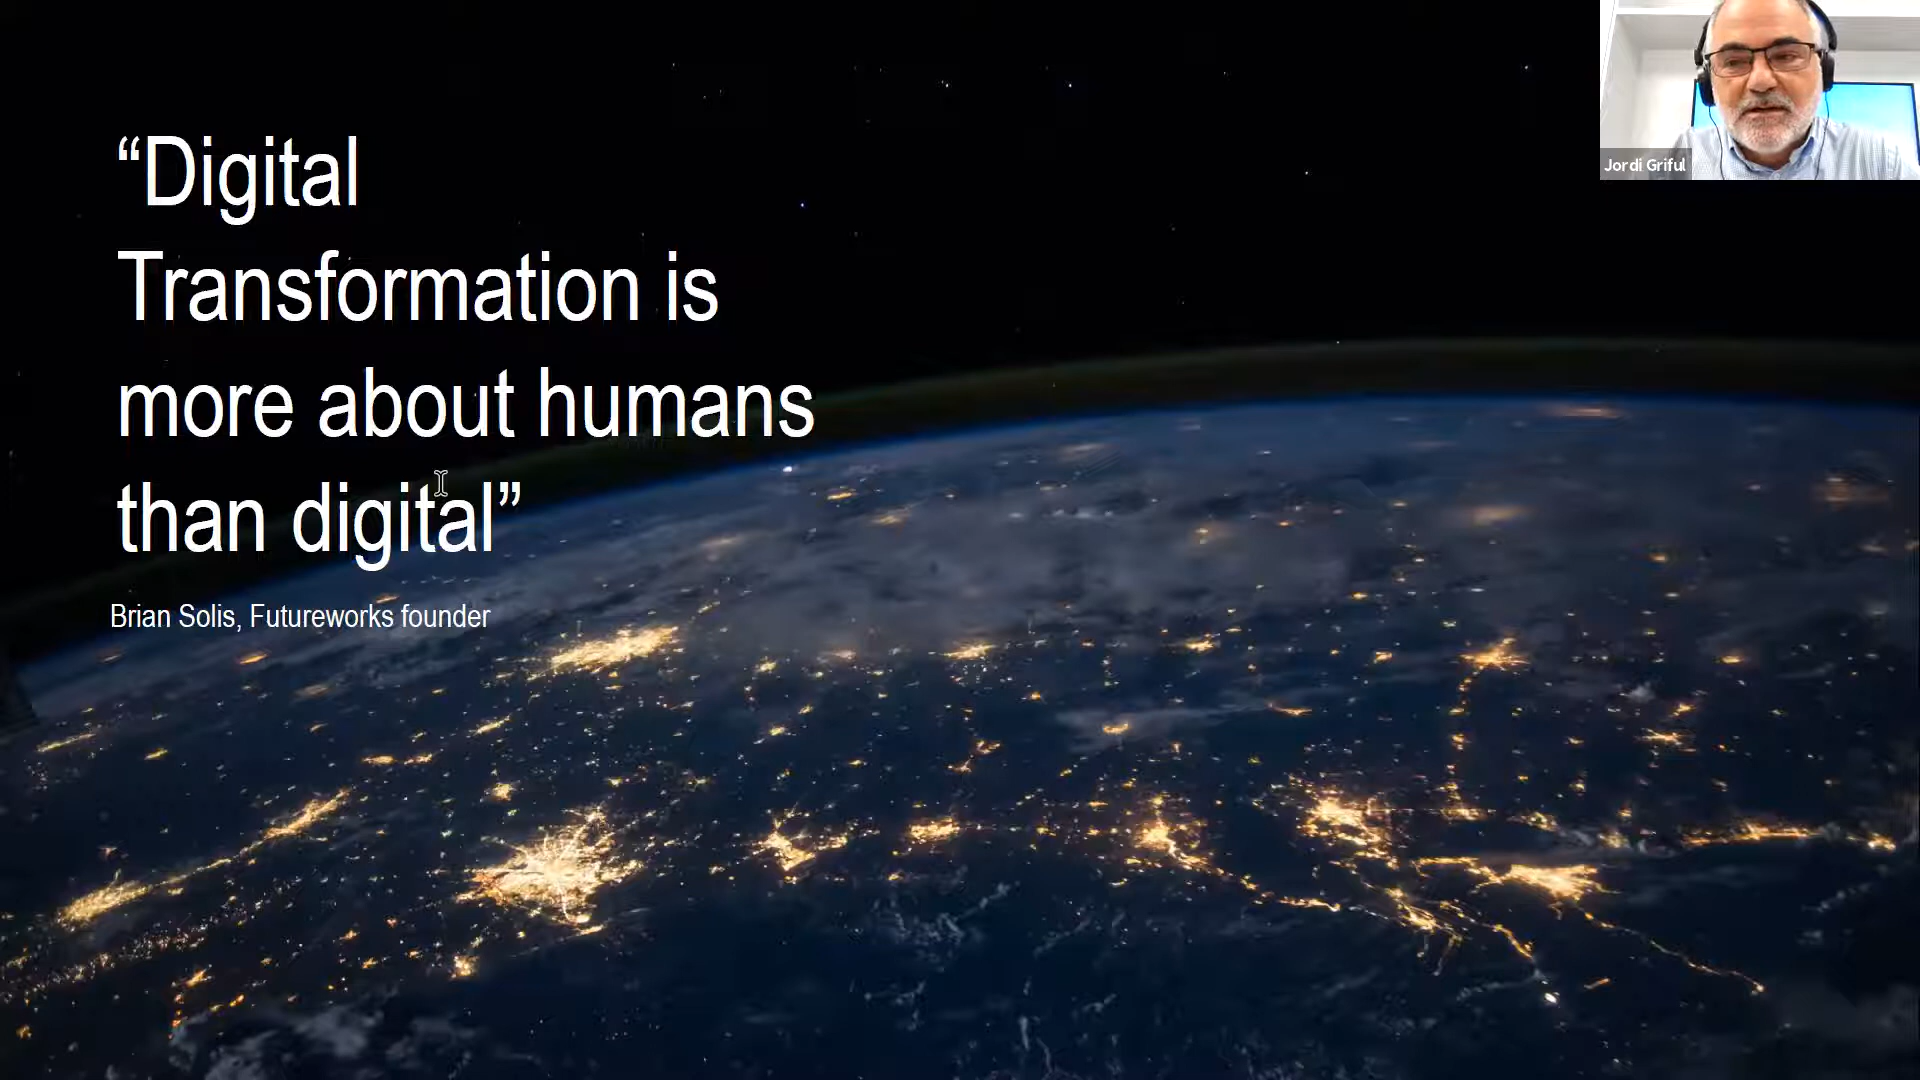 “Digital
Transformation is
more about humans
than digital”
Brian Solis, Futureworks founder
Jordi Griful